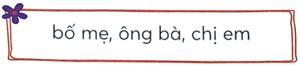 bố mẹ, ông bà, chị em